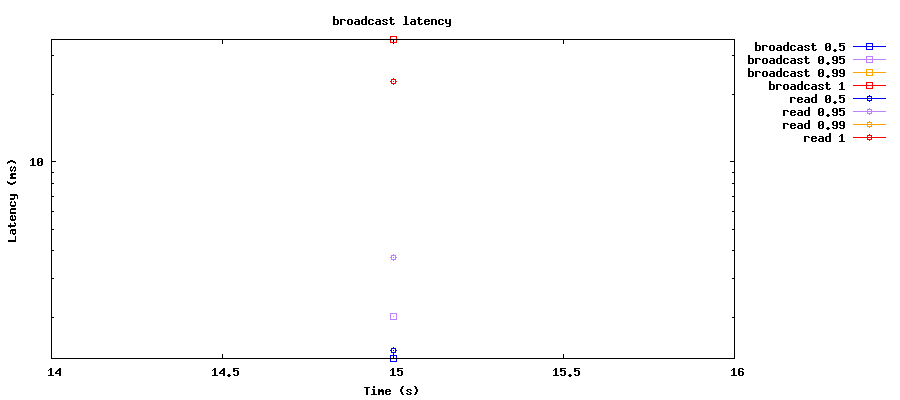 broadcast latency
broadcast 0.5
broadcast 0.95
broadcast 0.99
broadcast 1
read 0.5
read 0.95
read 0.99
read 1
Latency (ms)
10
14
14.5
15
15.5
16
Time (s)